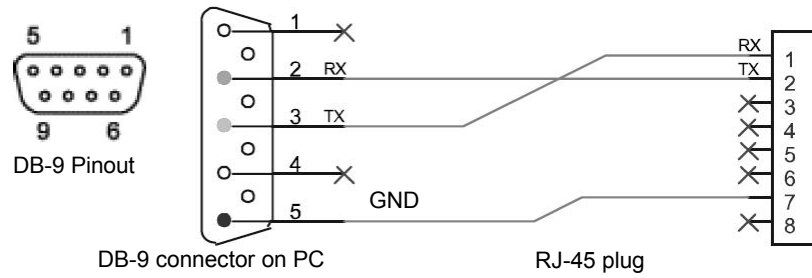 5 1
9 6
DB-9 Pinout
1
2 RX
3 TX
4
5
GND
DB-9 connector on PC
RX 1
TX 2
3
4
5
6
7
8
RJ-45 plug